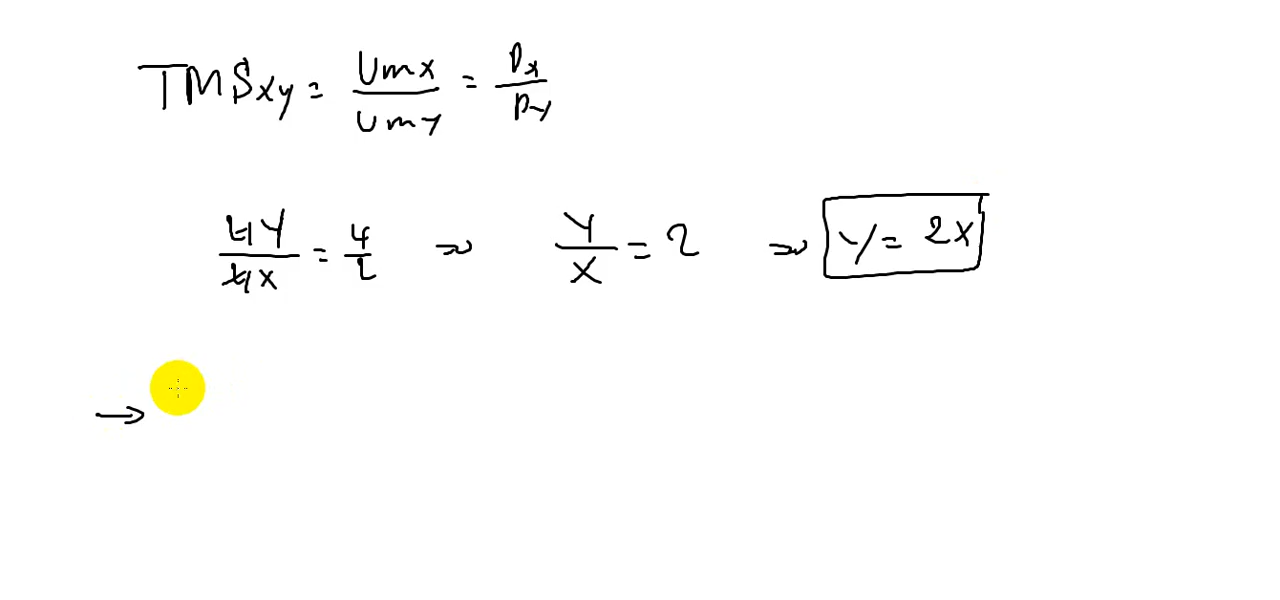 TMSxy = Umx / Umy = Px / Py
4Y / 4X = 4 / 2 ⇒ Y / X = 2 ⇒ Y = 2X
→